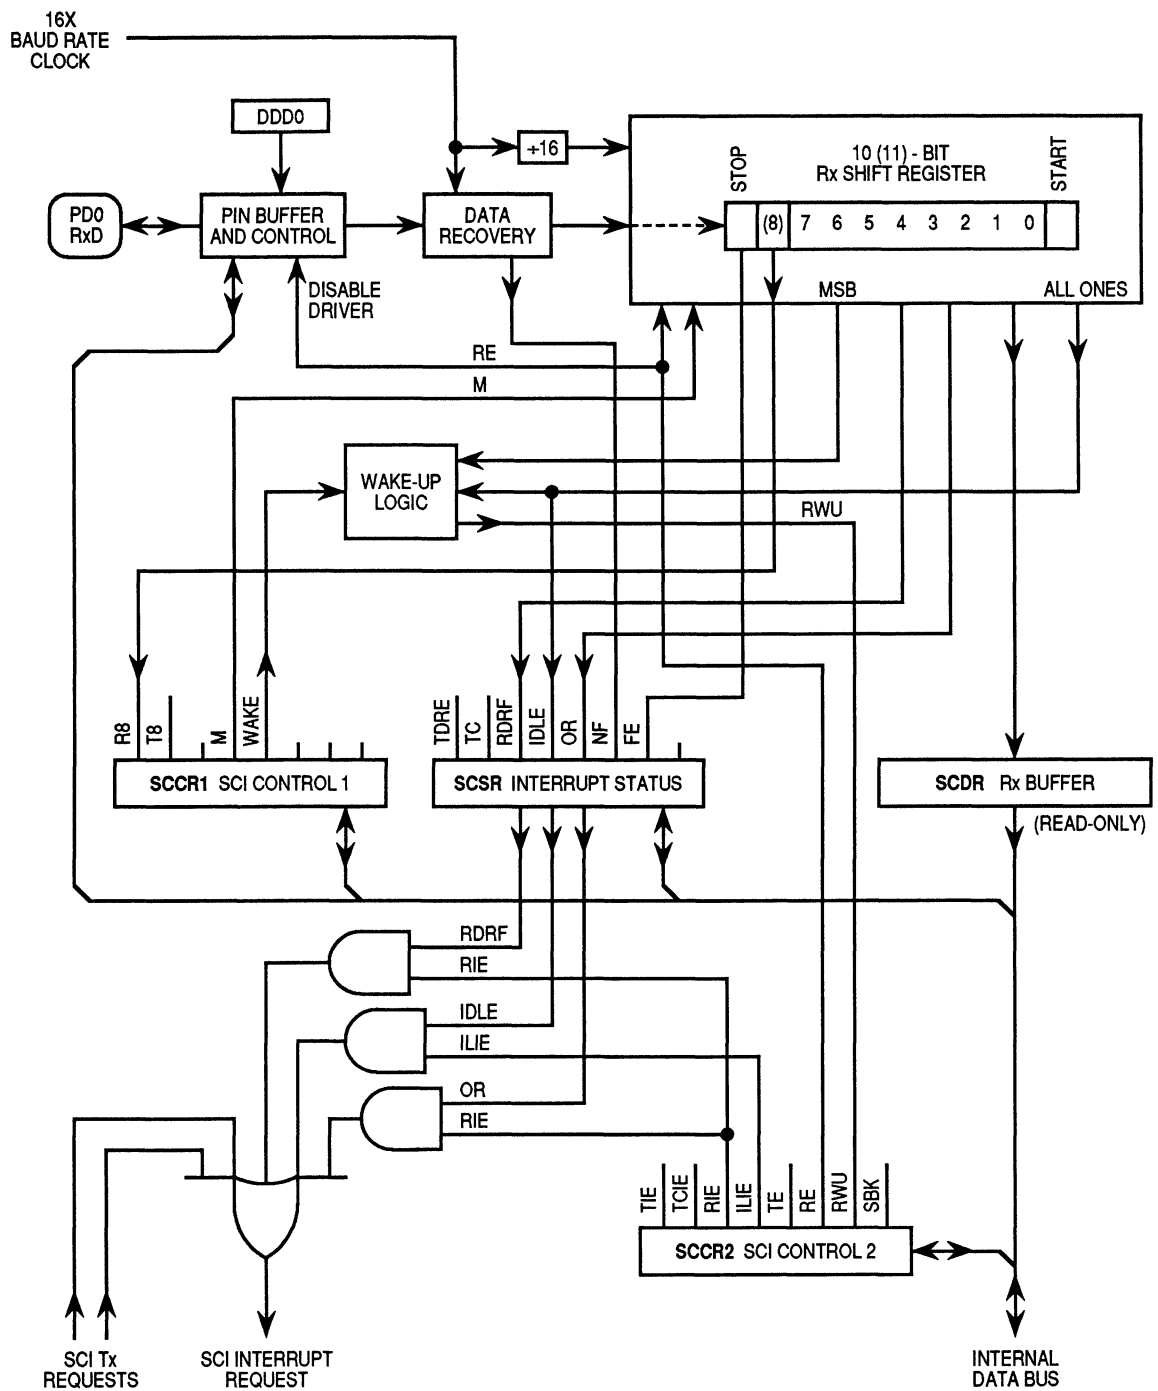 16X
BAUD RATE
CLOCK
DDD0
÷16
10 (11) - BIT
Rx SHIFT REGISTER
STOP
START
PD0
RxD
PIN BUFFER
AND CONTROL
DATA
RECOVERY
(8) 7 6 5 4 3 2 1 0
DISABLE
DRIVER
MSB
ALL ONES
RE
M
WAKE-UP
LOGIC
RWU
R8
T8
M
WAKE
TDRE
TC
RDRF
IDLE
OR
NF
FE
SCCR1 SCI CONTROL 1
SCSR INTERRUPT STATUS
SCDR Rx BUFFER
(READ-ONLY)
RDRF
RIE
IDLE
ILIE
OR
RIE
TIE
TCIE
RIE
ILIE
TE
RE
RWU
SBK
SCCR2 SCI CONTROL 2
SCI Tx
REQUESTS
SCI INTERRUPT
REQUEST
INTERNAL
DATA BUS